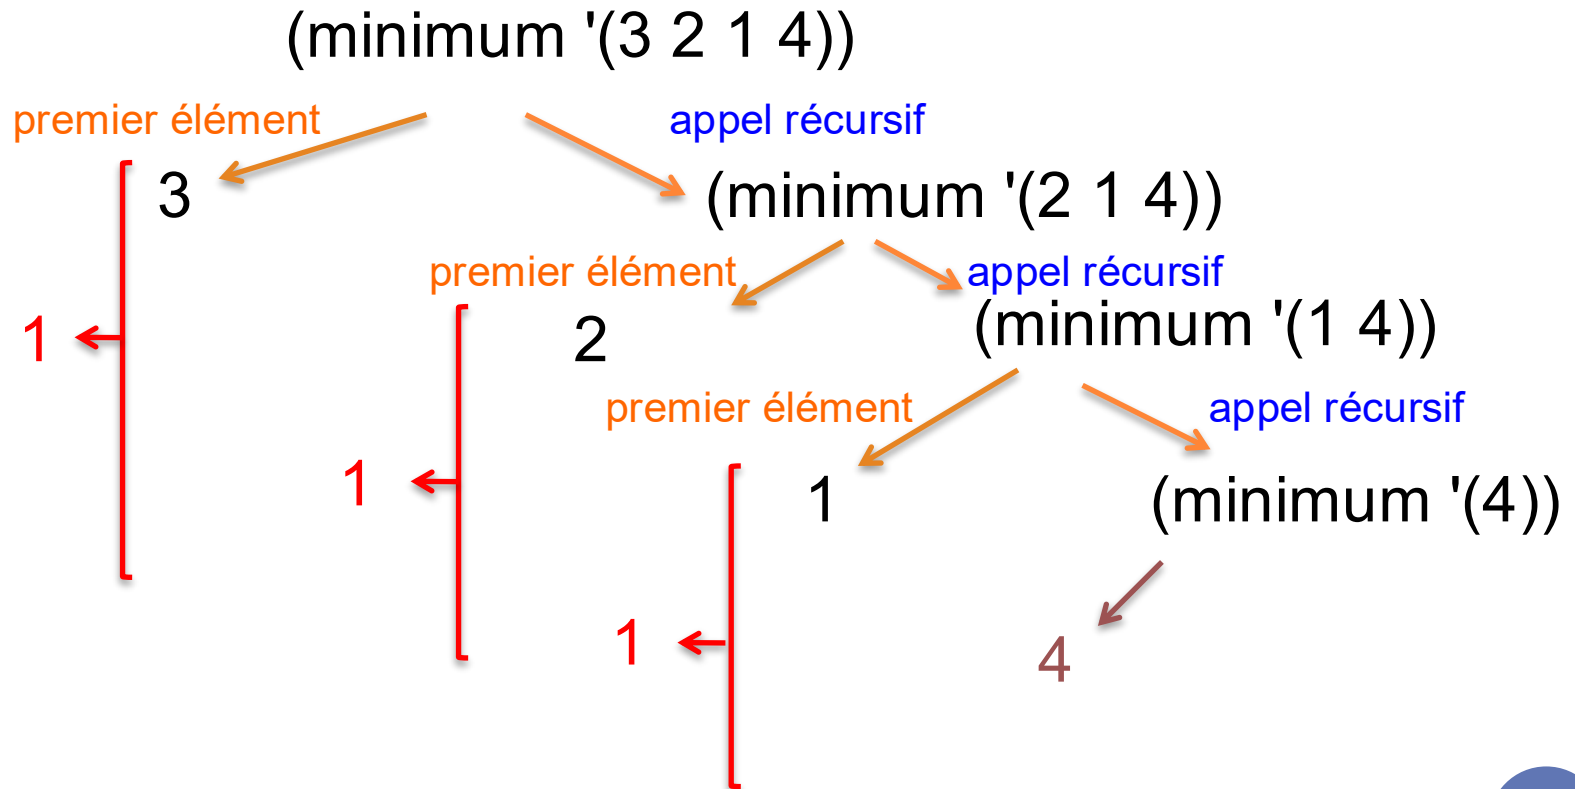 (minimum '(3 2 1 4))
premier élément
appel récursif
3
(minimum '(2 1 4))
premier élément
appel récursif
1
2
(minimum '(1 4))
premier élément
appel récursif
1
1
(minimum '(4))
1
4